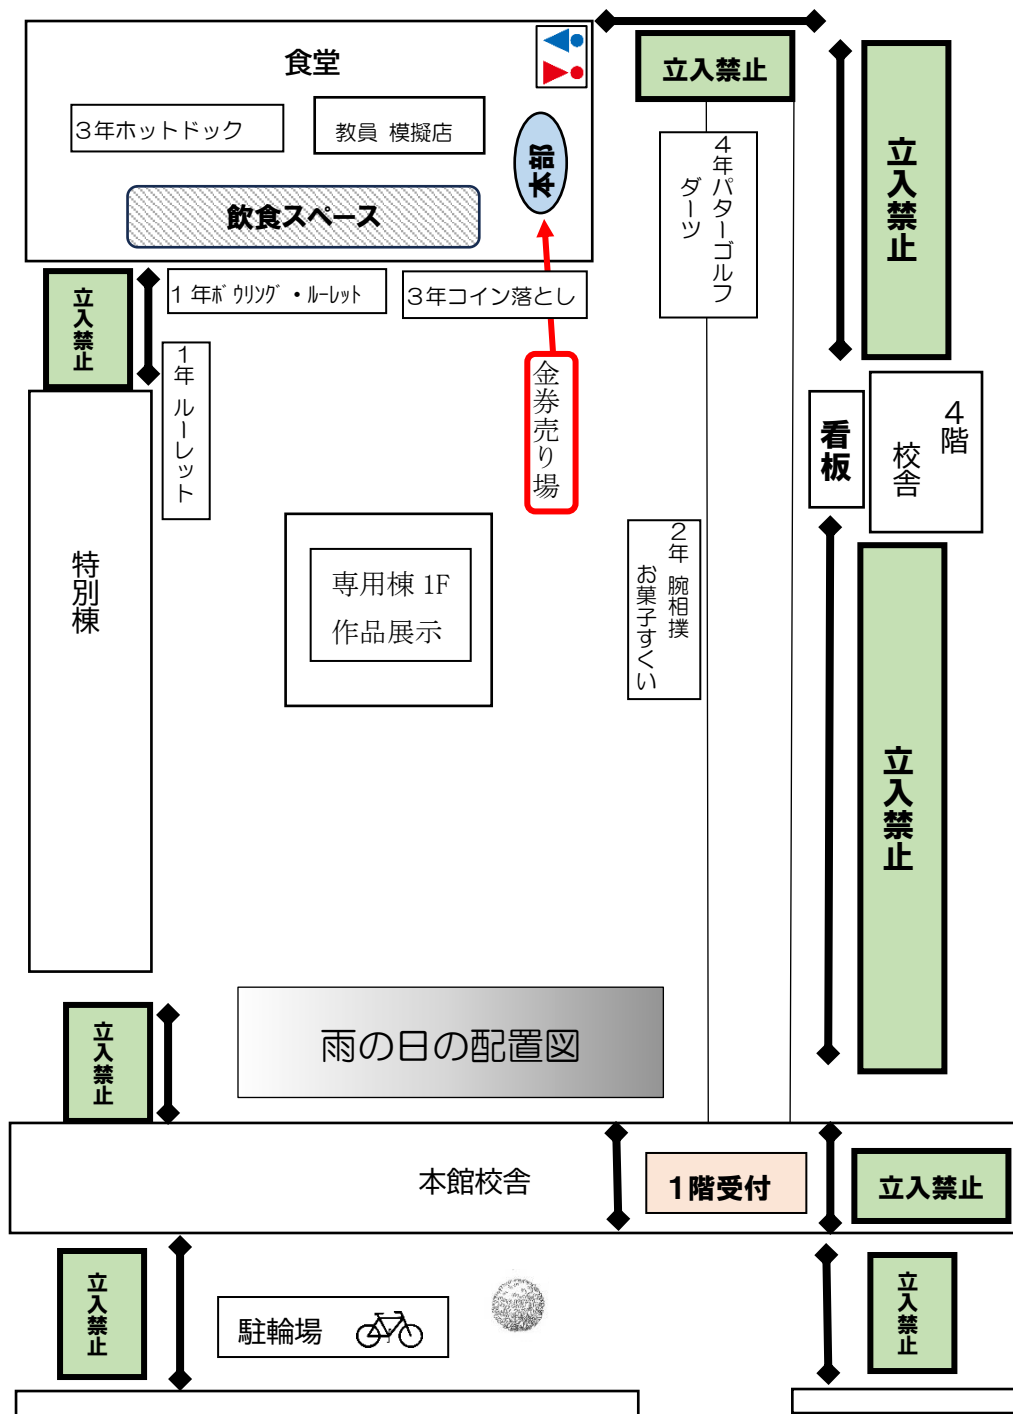 食堂
立入禁止
立入禁止
3年ホットドック
教員 模擬店
本部
4年パターゴルフ
ダーツ
飲食スペース
立入禁止
1年ﾎﾞｳﾘﾝｸﾞ・ﾙｰﾚｯﾄ
3年コイン落とし
1年 ルーレット
金券売り場
看板
4階
校舎
特別棟
専用棟 1F
作品展示
2年 腕相撲
お菓子すくい
立入禁止
立入禁止
雨の日の配置図
本館校舎
1階受付
立入禁止
立入禁止
駐輪場
立入禁止